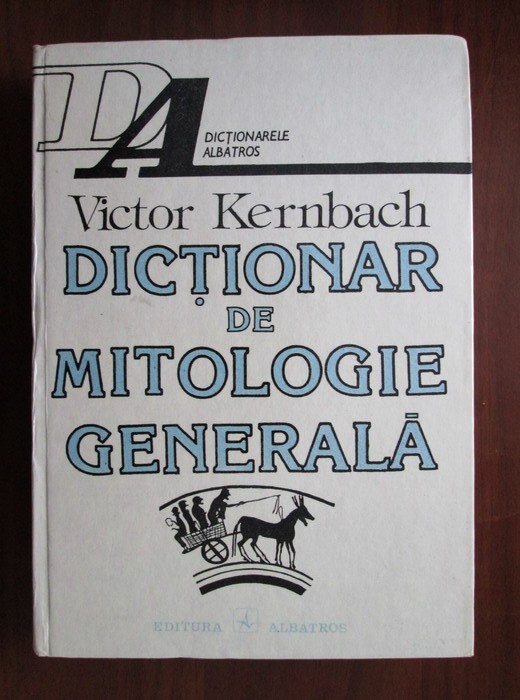 DA
DICȚIONARELE
ALBATROS
Victor Kernbach
DICȚIONAR
DE
MITOLOGIE
GENERALĂ
EDITURA ALBATROS